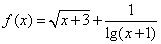 f(x) = √(x+3) + 1/lg(x+1)